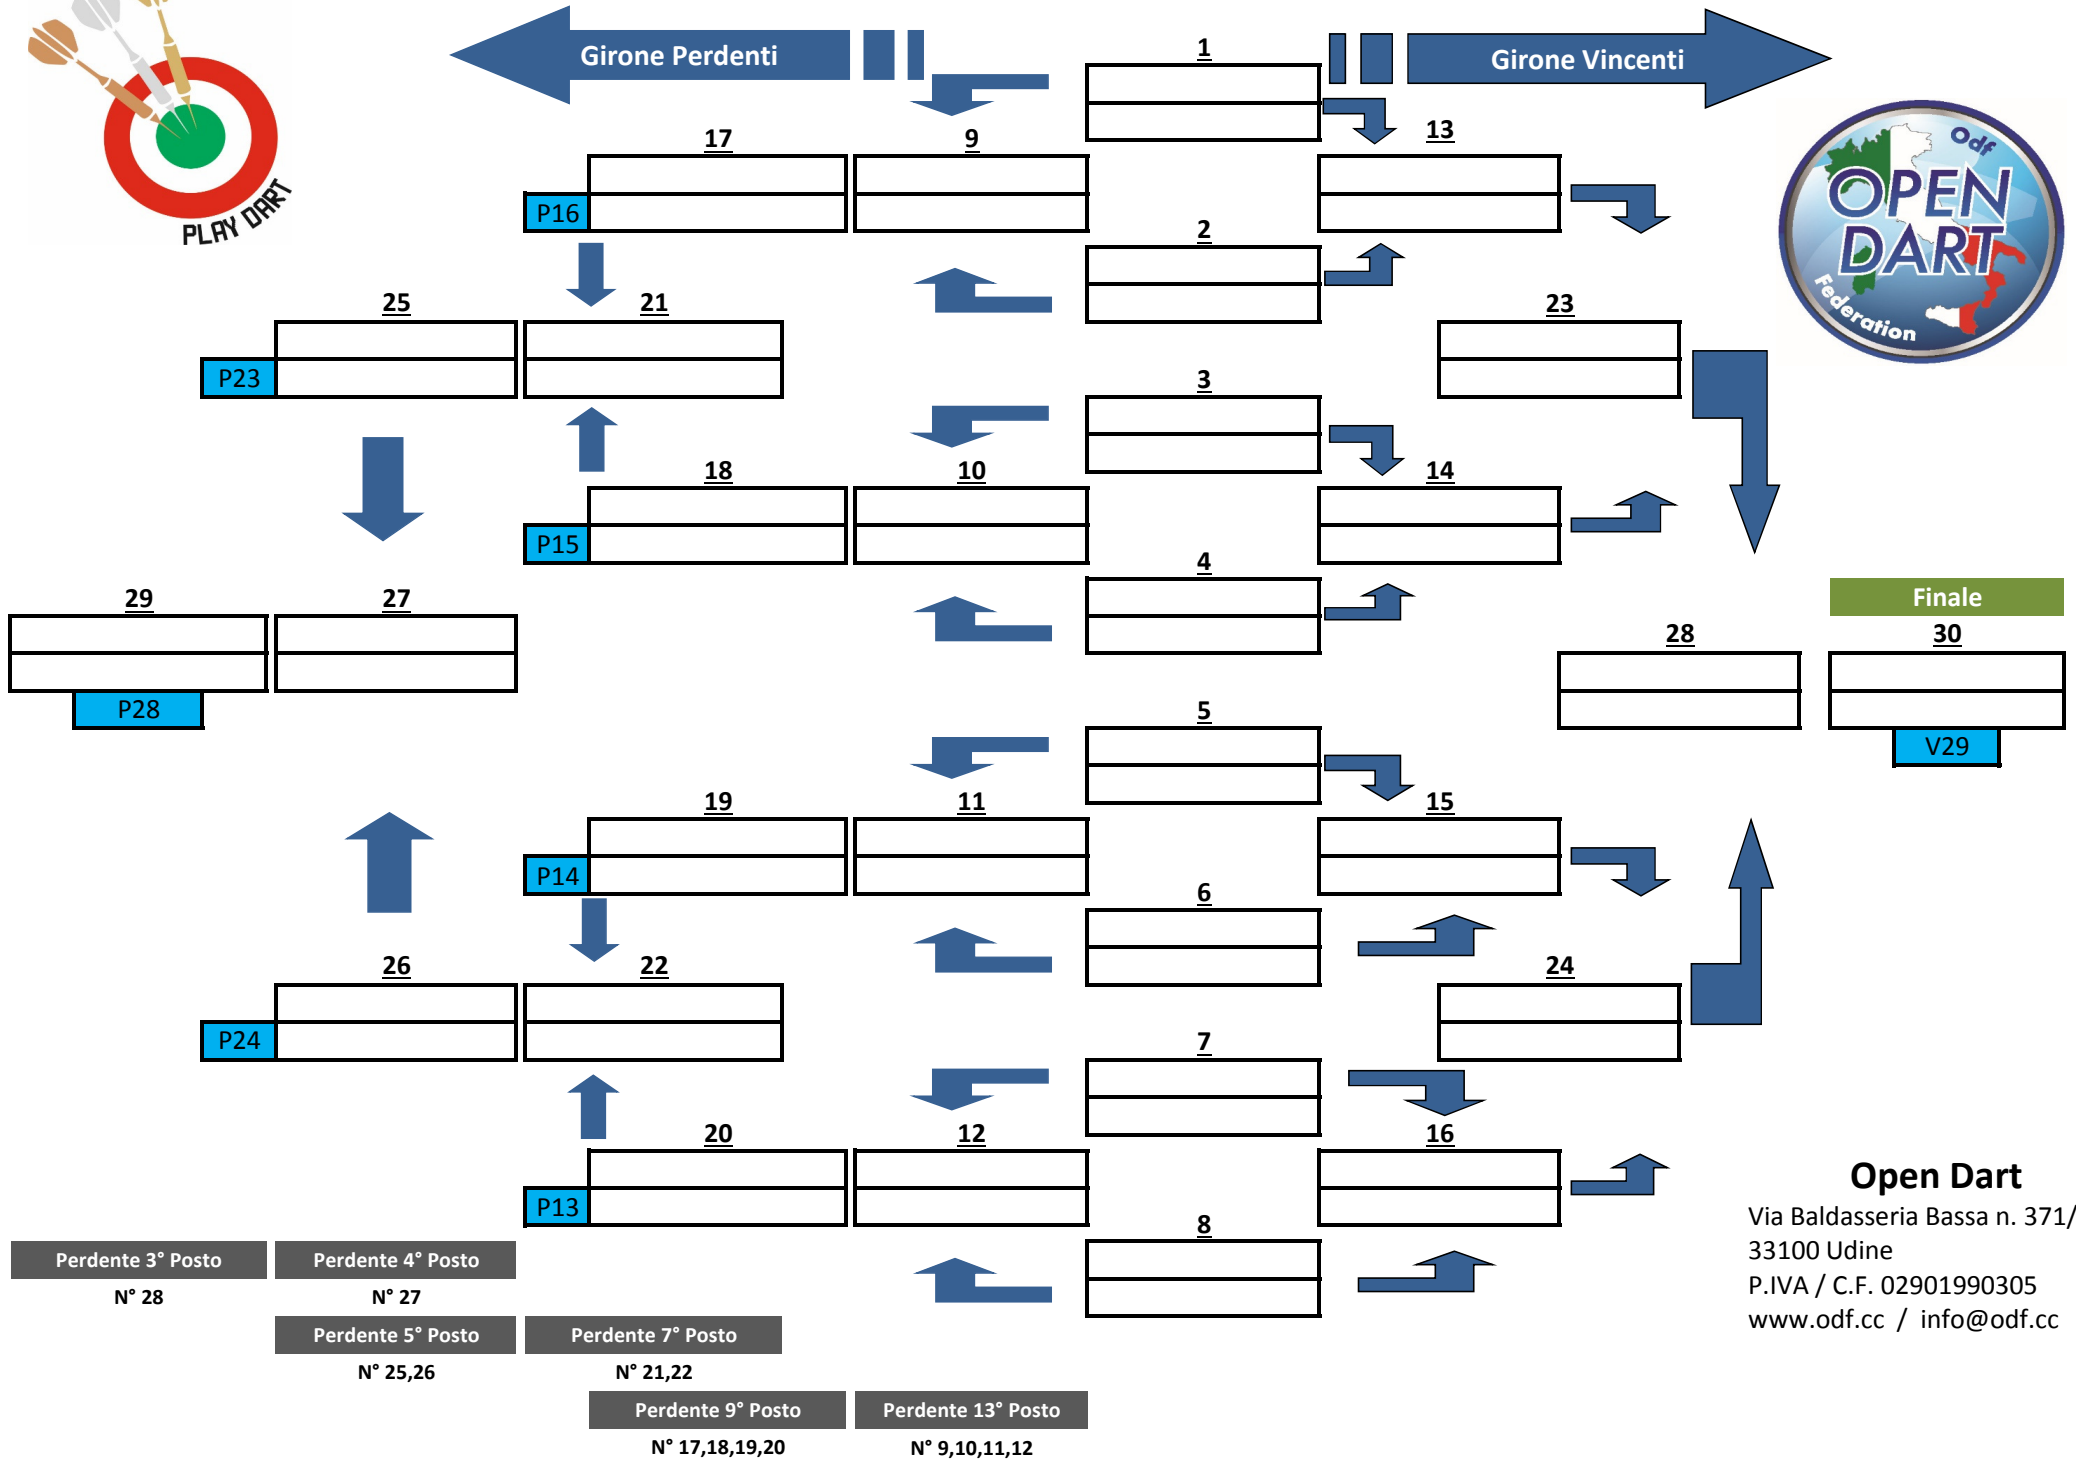 Girone Perdenti
1
Girone Vincenti
PLAY DART
17
9
13
P16
2
Odf
OPEN
DART
Federation
25
21
23
P23
3
18
10
14
P15
4
29
27
Finale
28
30
P28
5
V29
19
11
15
P14
6
26
22
24
P24
7
20
12
16
P13
8
Open Dart
Via Baldasseria Bassa n. 371/
33100 Udine
P.IVA / C.F. 02901990305
www.odf.cc / info@odf.cc
Perdente 3° Posto
Perdente 4° Posto
N° 28
N° 27
Perdente 5° Posto
Perdente 7° Posto
N° 25,26
N° 21,22
Perdente 9° Posto
Perdente 13° Posto
N° 17,18,19,20
N° 9,10,11,12